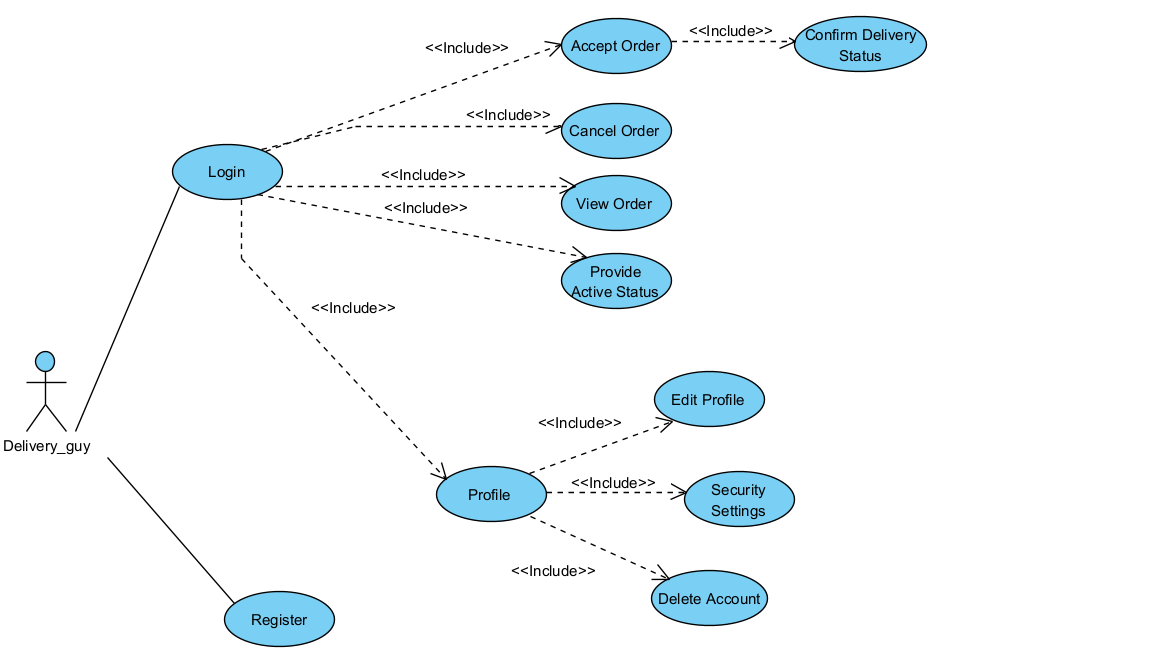 <<Include>>
Accept Order
<<Include>>
Confirm Delivery
Status
<<Include>>
Cancel Order
Login
<<Include>>
View Order
<<Include>>
Provide
Active Status
<<Include>>
Delivery_guy
Edit Profile
<<Include>>
Profile
<<Include>>
Security
Settings
<<Include>>
Delete Account
Register